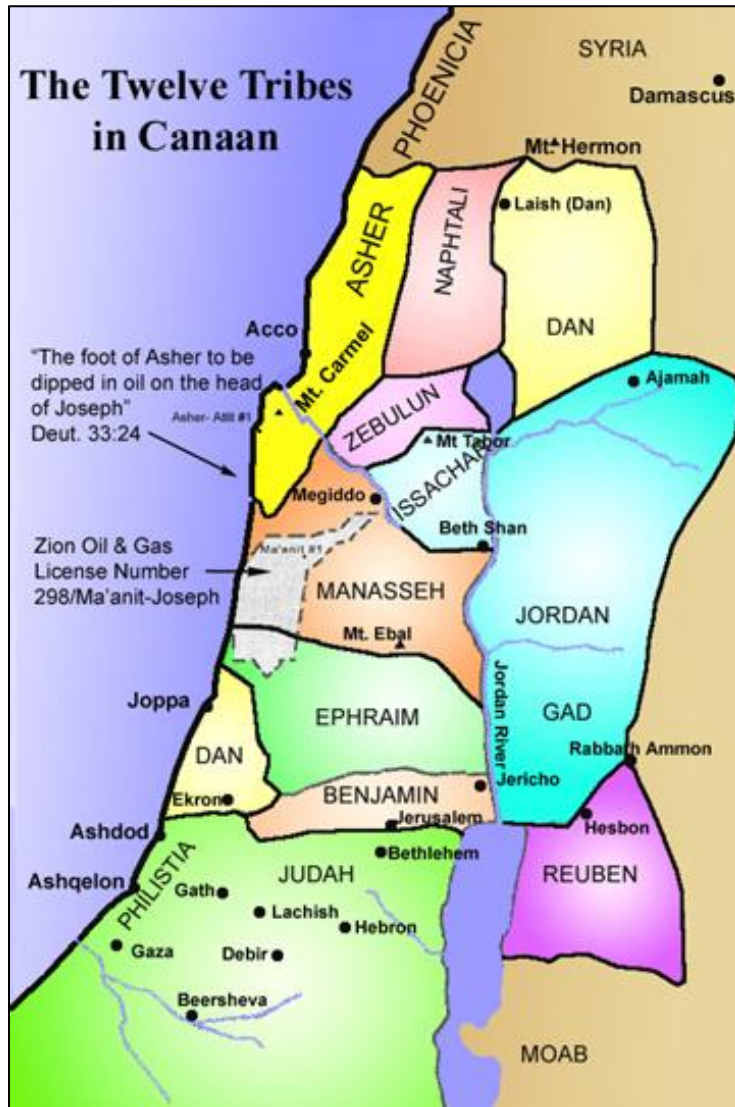 The Twelve Tribes
in Canaan
PHOENICIA
SYRIA
Damascus
Mt. Hermon
Laish (Dan)
ASHER
NAPHTALI
DAN
Acco
"The foot of Asher to be
dipped in oil on the head
of Joseph"
Deut. 33:24
Mt. Carmel
Asher- Atlit #1
Ajamah
ZEBULUN
Mt Tabor
ISSACHAR
Megiddo
Beth Shan
Zion Oil & Gas
License Number
298/Ma'anit-Joseph
Ma'anit #1
MANASSEH
JORDAN
Mt. Ebal
Jordan River
Joppa
EPHRAIM
GAD
DAN
Rabbath Ammon
Ekron
BENJAMIN
Jericho
Jerusalem
Hesbon
Ashdod
Bethlehem
REUBEN
Ashqelon
PHILISTIA
Gath
JUDAH
Lachish
Hebron
Gaza
Debir
Beersheva
MOAB